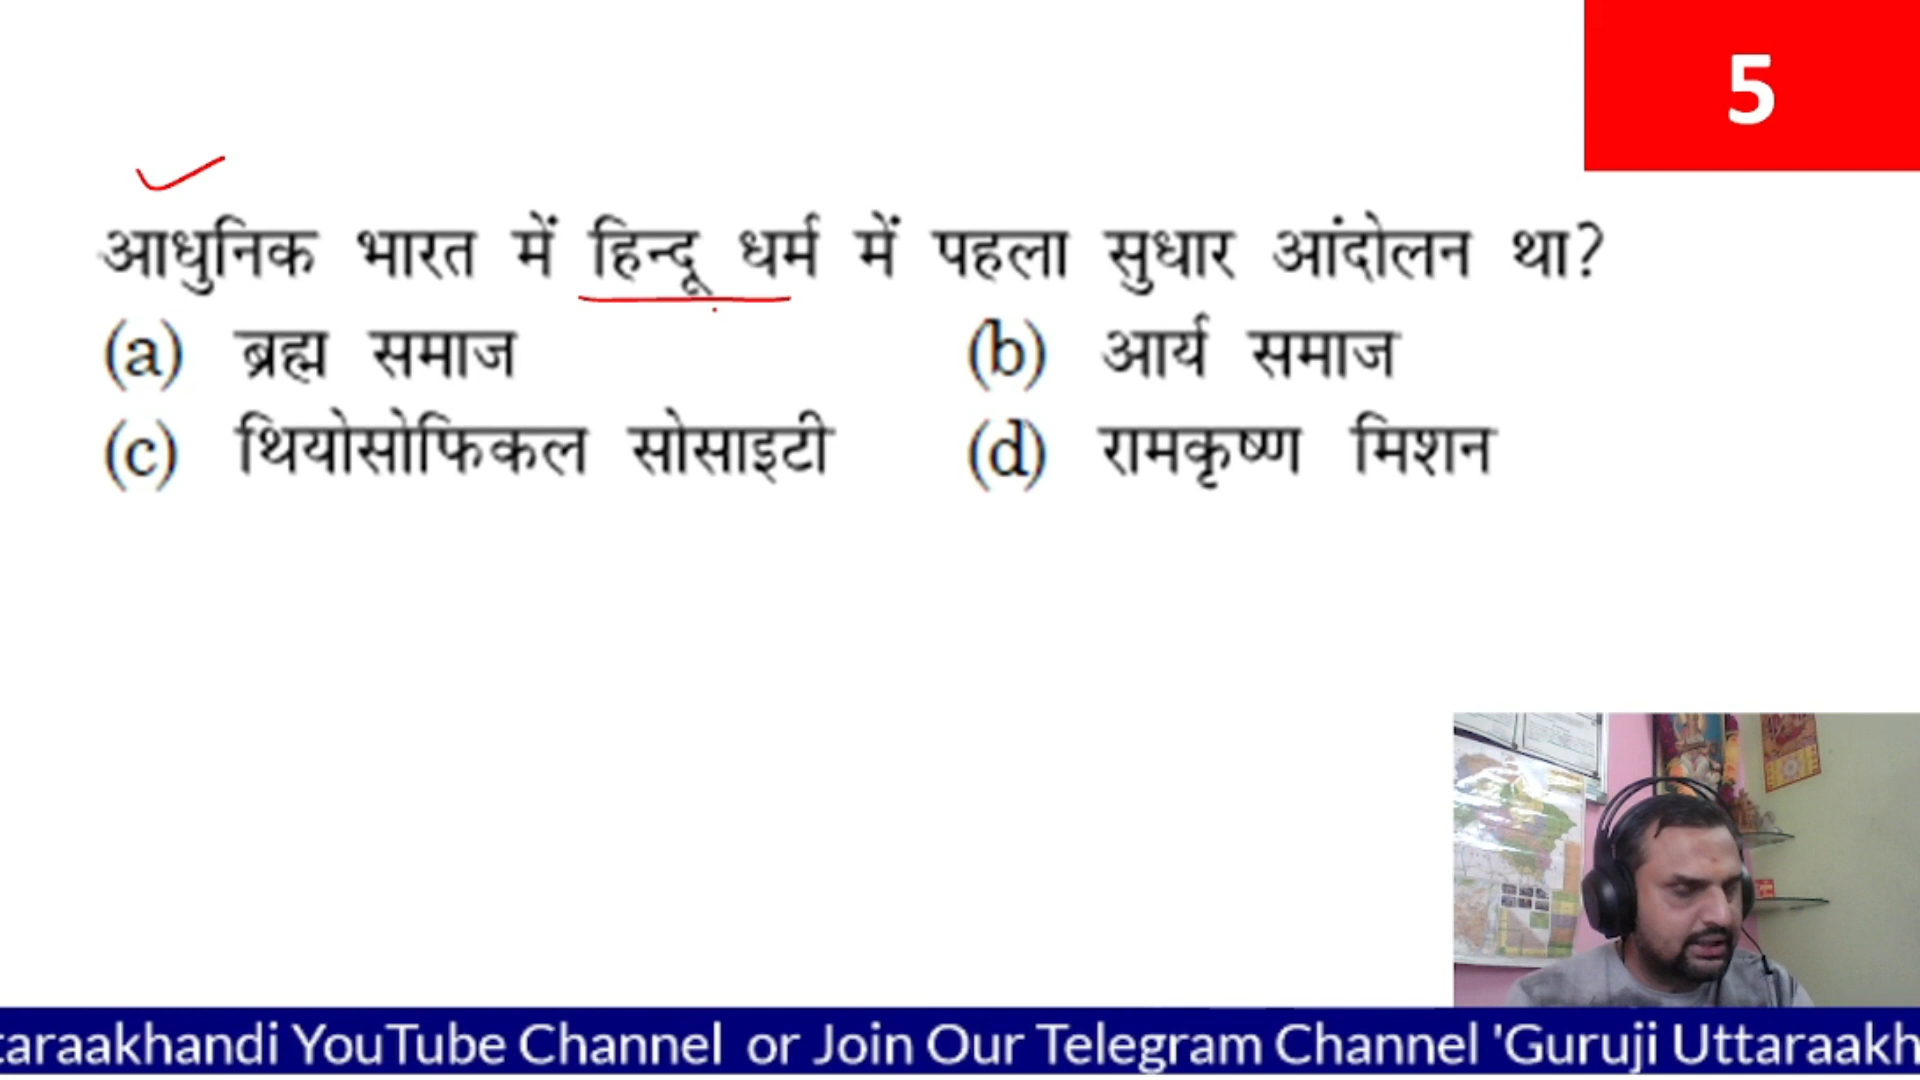 5
आधुनिक भारत में हिन्दू धर्म में पहला सुधार आंदोलन था?
(a) ब्रह्म समाज (b) आर्य समाज
(c) थियोसोफिकल सोसाइटी (d) रामकृष्ण मिशन
taraakhandi YouTube Channel or Join Our Telegram Channel 'Guruji Uttaraakh